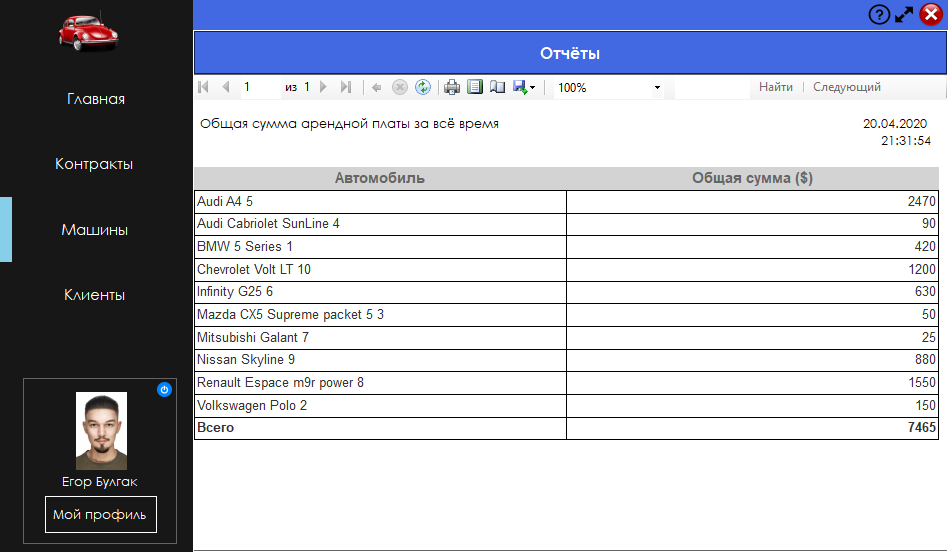 Отчёты
Главная
Контракты
Машины
Клиенты
Егор Булгак
Мой профиль
1 из 1 100% Найти Следующий
Общая сумма арендной платы за всё время 20.04.2020
21:31:54
Автомобиль Общая сумма ($)
Audi A4 5 2470
Audi Cabriolet SunLine 4 90
BMW 5 Series 1 420
Chevrolet Volt LT 10 1200
Infinity G25 6 630
Mazda CX5 Supreme packet 5 3 50
Mitsubishi Galant 7 25
Nissan Skyline 9 880
Renault Espace m9r power 8 1550
Volkswagen Polo 2 150
Всего 7465